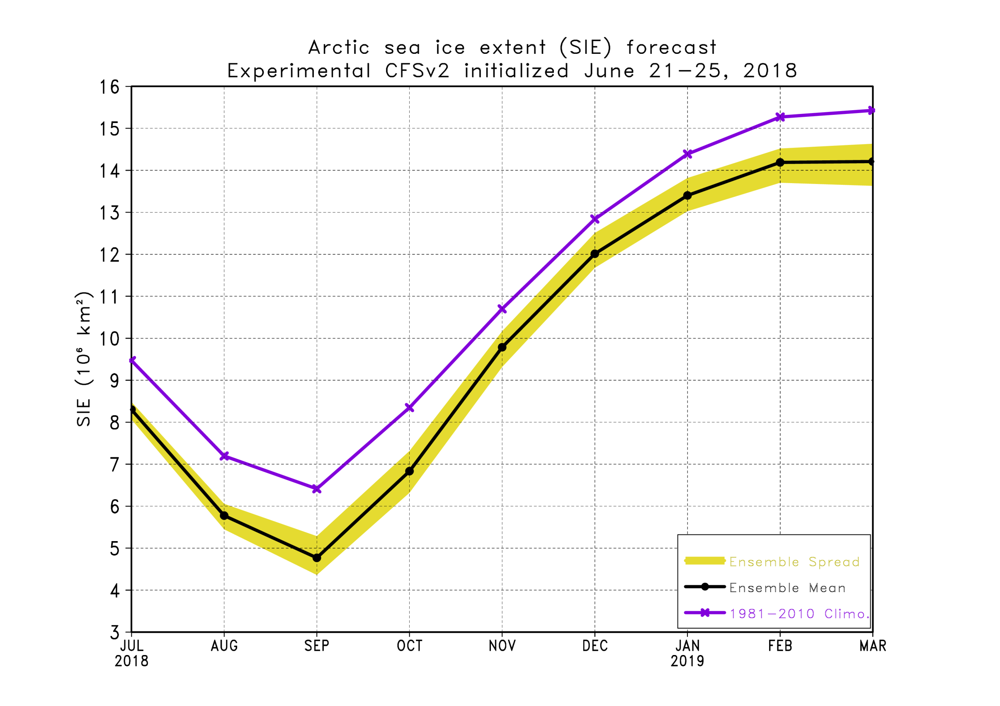 Arctic sea ice extent (SIE) forecast
Experimental CFSv2 initialized June 21-25, 2018
SIE (10⁶ km²)
16
15
14
13
12
11
10
9
8
7
6
5
4
3
JUL AUG SEP OCT NOV DEC JAN FEB MAR
2018 2019
Ensemble Spread
Ensemble Mean
1981-2010 Climo.